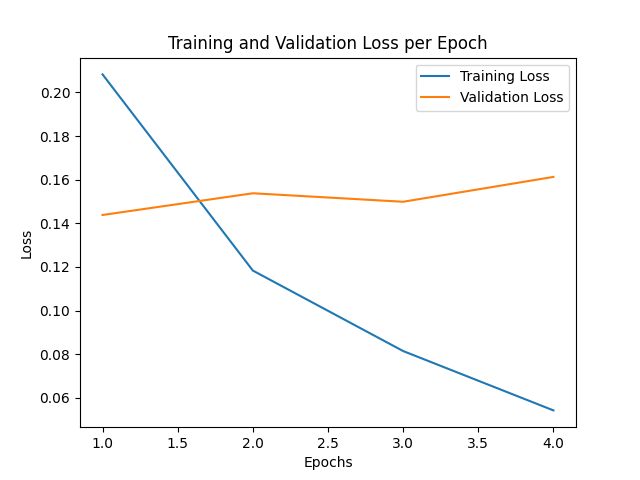 Training and Validation Loss per Epoch
Training Loss
Validation Loss
0.20
0.18
0.16
0.14
0.12
0.10
0.08
0.06
Loss
1.0 1.5 2.0 2.5 3.0 3.5 4.0
Epochs